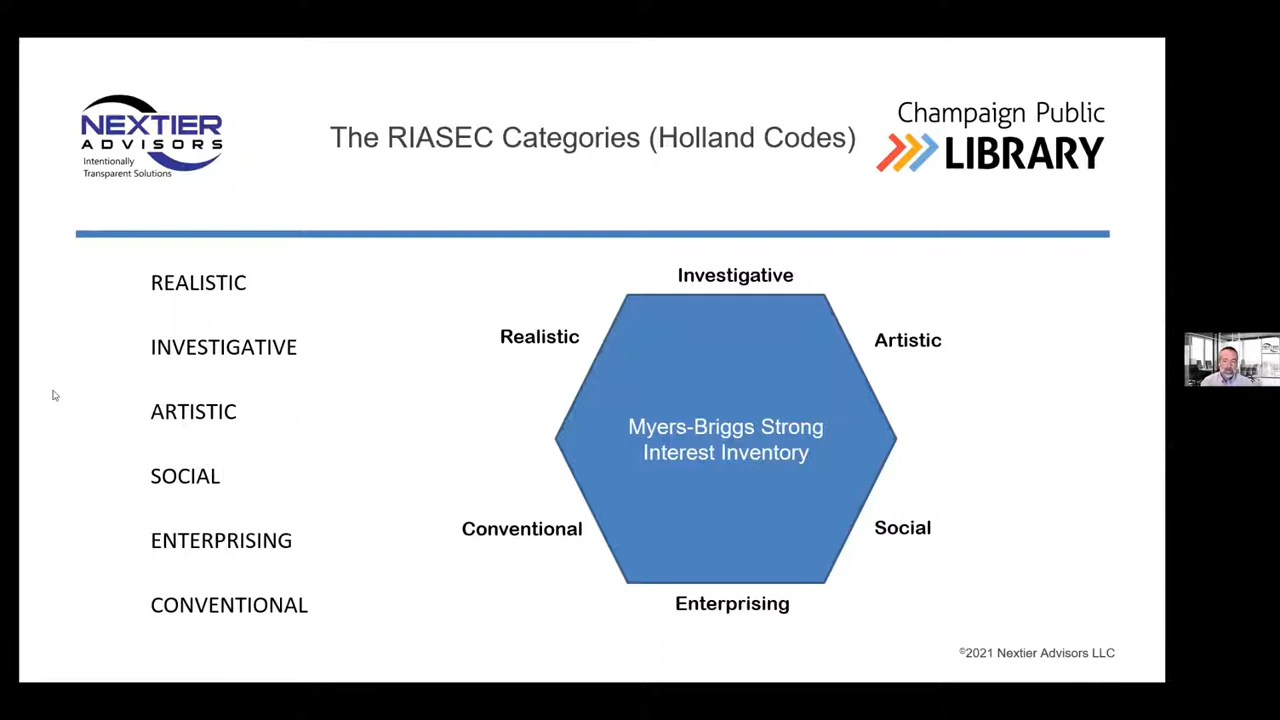 NEXTIER
ADVISORS
Intentionally
Transparent Solutions
The RIASEC Categories (Holland Codes)
Champaign Public
LIBRARY
REALISTIC
INVESTIGATIVE
ARTISTIC
SOCIAL
ENTERPRISING
CONVENTIONAL
Investigative
Realistic
Artistic
Myers-Briggs Strong
Interest Inventory
Conventional
Social
Enterprising
©2021 Nextier Advisors LLC